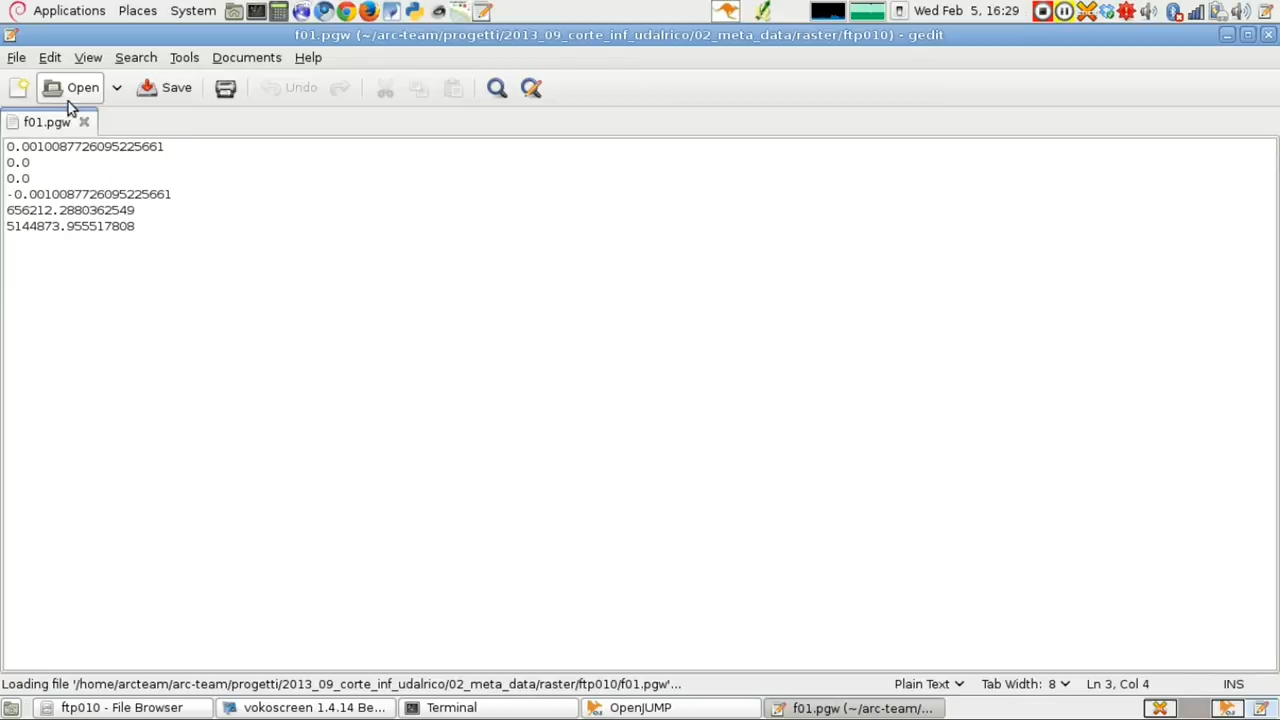 Applications Places System Wed Feb 5, 16:29
f01.pgw (~/arc-team/progetti/2013_09_corte_inf_udalrico/02_meta_data/raster/ftp010) - gedit
File Edit View Search Tools Documents Help
Open Save Undo
f01.pgw
0.0010087726095225661
0.0
0.0
-0.0010087726095225661
656212.2880362549
5144873.955517808
Loading file '/home/arcteam/arc-team/progetti/2013_09_corte_inf_udalrico/02_meta_data/raster/ftp010/f01.pgw'... Plain Text Tab Width: 8 Ln 3, Col 4 INS
ftp010 - File Browser vokoscreen 1.4.14 Be... Terminal OpenJUMP f01.pgw (~/arc-team/...